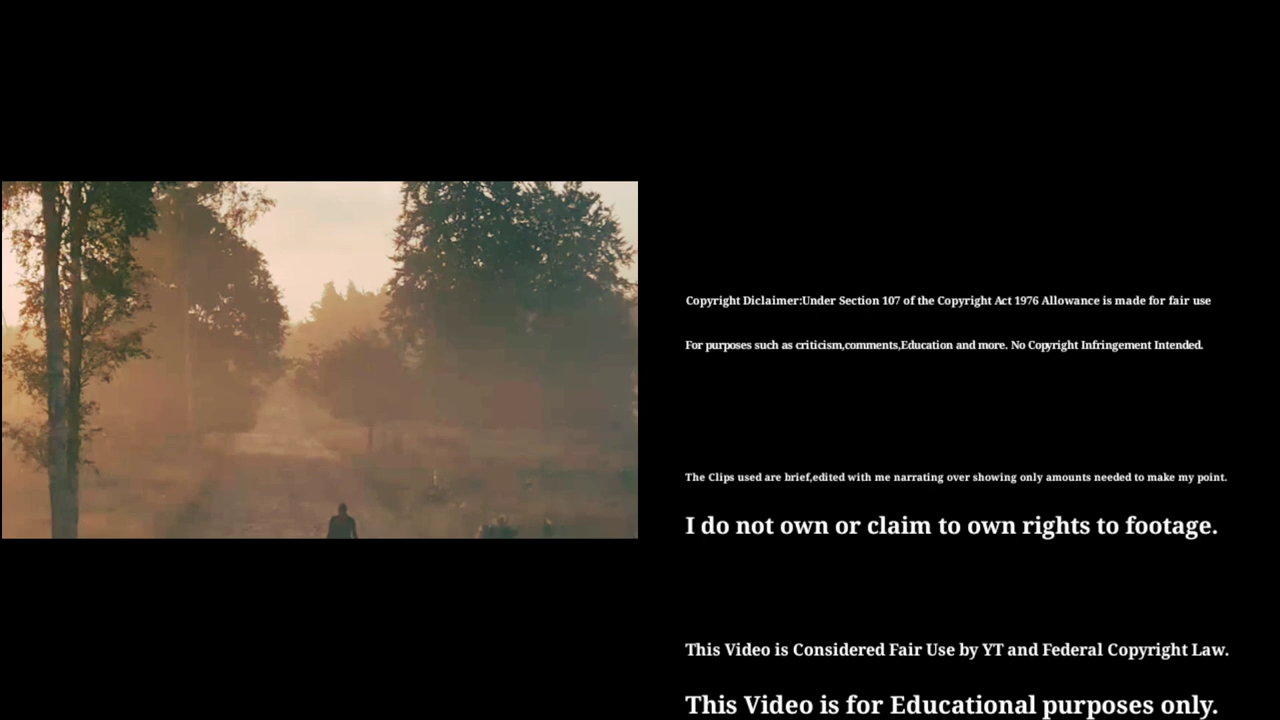 Copyright Diclaimer:Under Section 107 of the Copyright Act 1976 Allowance is made for fair use
For purposes such as criticism,comments,Education and more. No Copyright Infringement Intended.
The Clips used are brief,edited with me narrating over showing only amounts needed to make my point.
I do not own or claim to own rights to footage.
This Video is Considered Fair Use by YT and Federal Copyright Law.
This Video is for Educational purposes only.